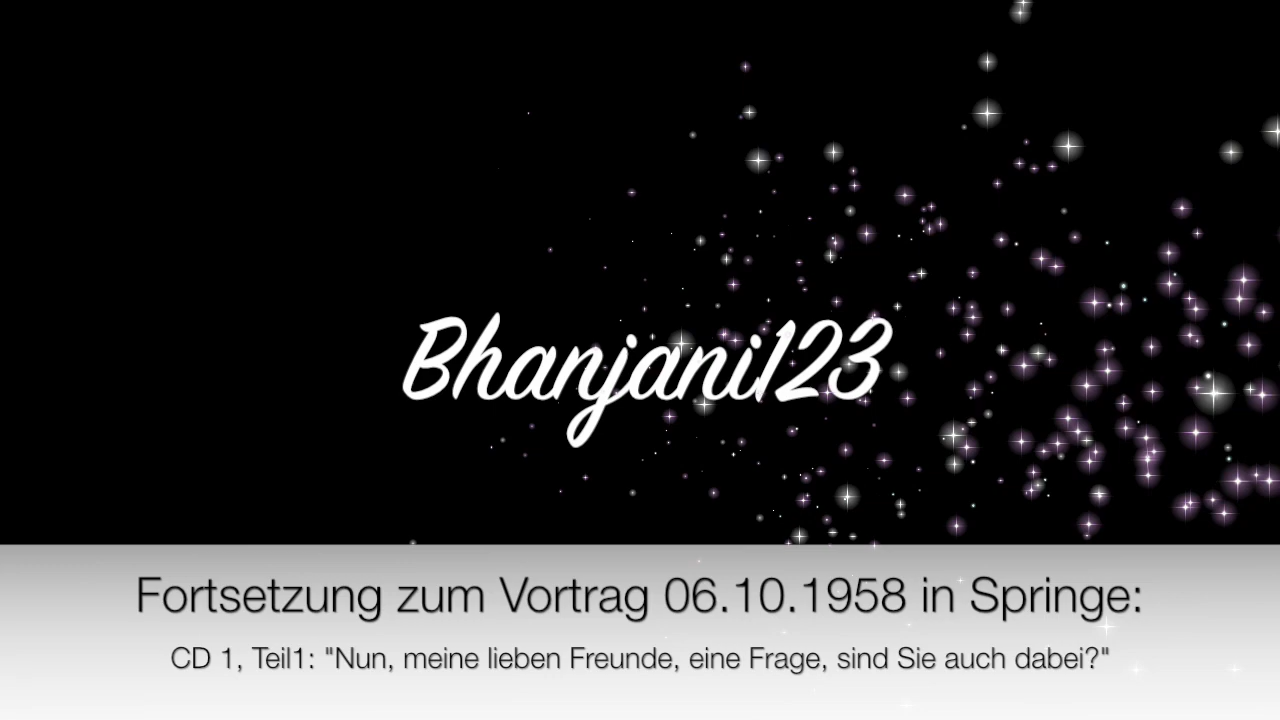 Bhanjani123
Fortsetzung zum Vortrag 06.10.1958 in Springe:
CD 1, Teil1: "Nun, meine lieben Freunde, eine Frage, sind Sie auch dabei?"